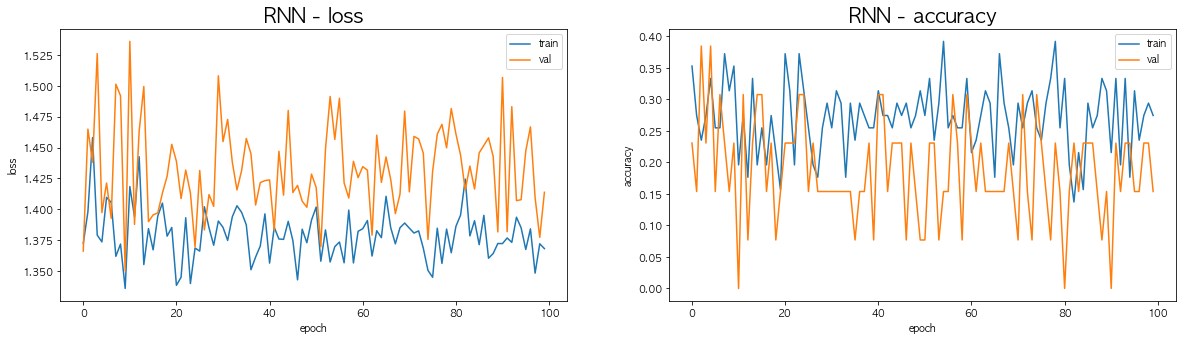 RNN - loss
train
val
1.525
1.500
1.475
1.450
1.425
1.400
1.375
1.350
loss
0
20
40
60
80
100
epoch
RNN - accuracy
train
val
0.40
0.35
0.30
0.25
0.20
0.15
0.10
0.05
0.00
accuracy
0
20
40
60
80
100
epoch